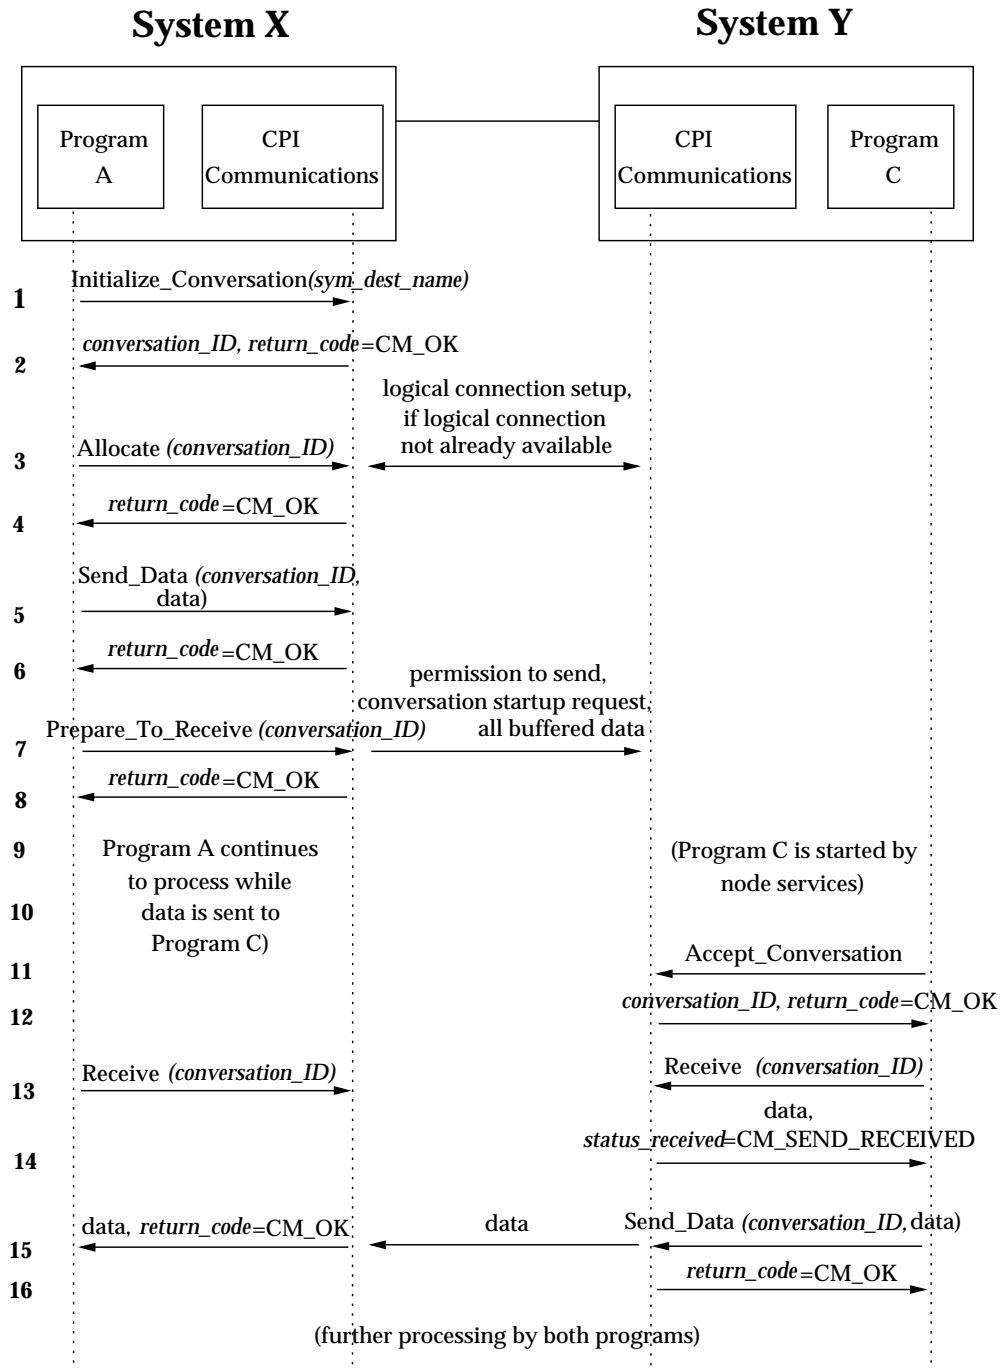 System X
System Y
Program
A
CPI
Communications
CPI
Communications
Program
C
Initialize_Conversation(sym_dest_name)
1
conversation_ID, return_code=CM_OK
2
logical connection setup,
if logical connection
not already available
Allocate (conversation_ID)
3
return_code=CM_OK
4
Send_Data (conversation_ID,
data)
5
return_code=CM_OK
6
permission to send,
conversation startup request,
all buffered data
Prepare_To_Receive (conversation_ID)
7
return_code=CM_OK
8
9
Program A continues
to process while
data is sent to
Program C)
(Program C is started by
node services)
10
Accept_Conversation
11
conversation_ID, return_code=CM_OK
12
Receive (conversation_ID)
Receive (conversation_ID)
13
data,
status_received=CM_SEND_RECEIVED
14
data, return_code=CM_OK
data
Send_Data (conversation_ID, data)
15
return_code=CM_OK
16
(further processing by both programs)